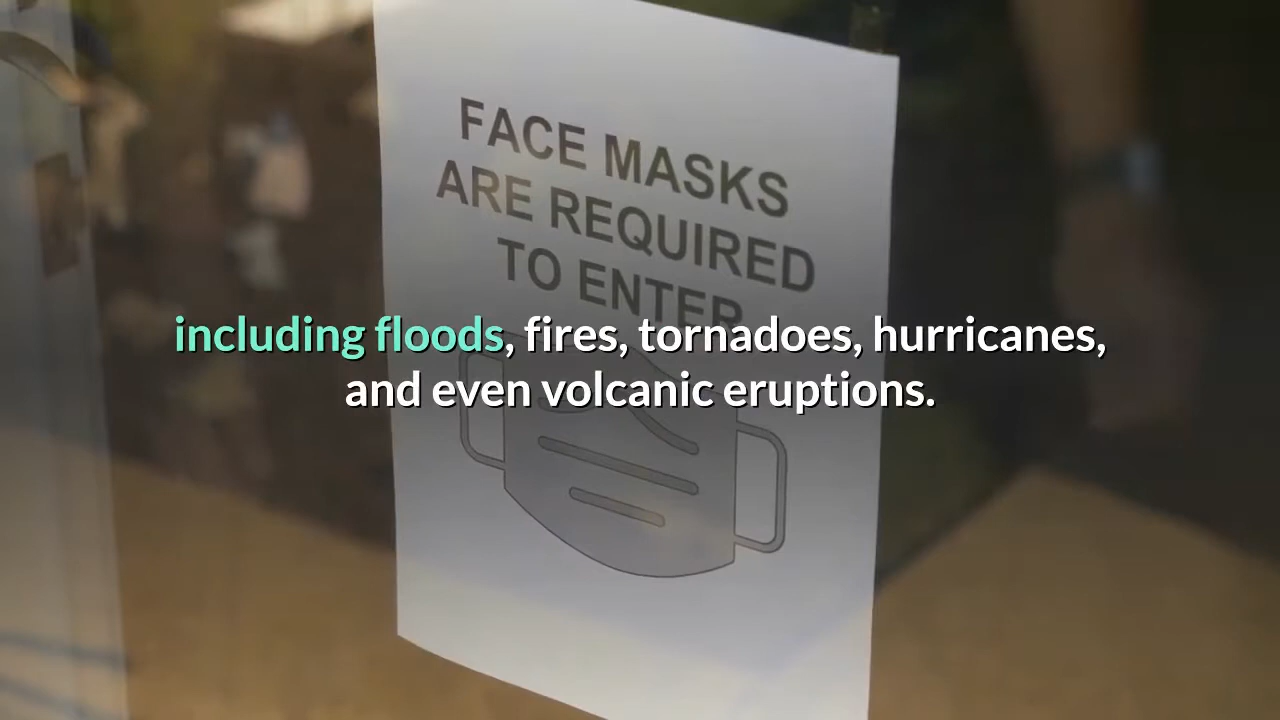 FACE MASKS
ARE REQUIRED
TO ENTER
including floods, fires, tornadoes, hurricanes,
and even volcanic eruptions.